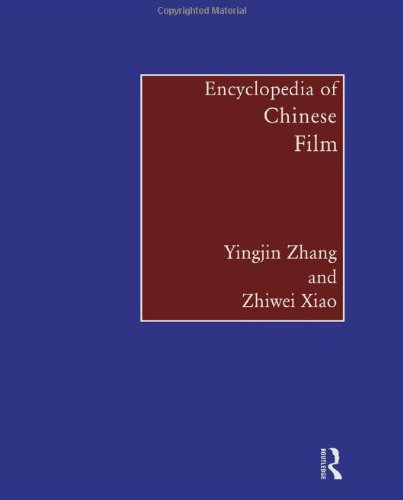 Copyrighted Material
Encyclopedia of
Chinese
Film
Yingjin Zhang
and
Zhiwei Xiao
ROUTLEDGE